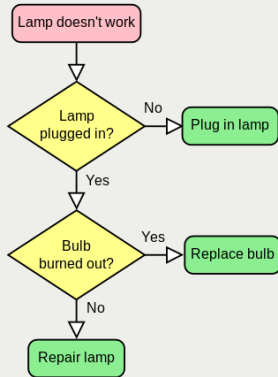 Lamp doesn't work
Lamp
plugged in?
No
Plug in lamp
Yes
Bulb
burned out?
Yes
Replace bulb
No
Repair lamp